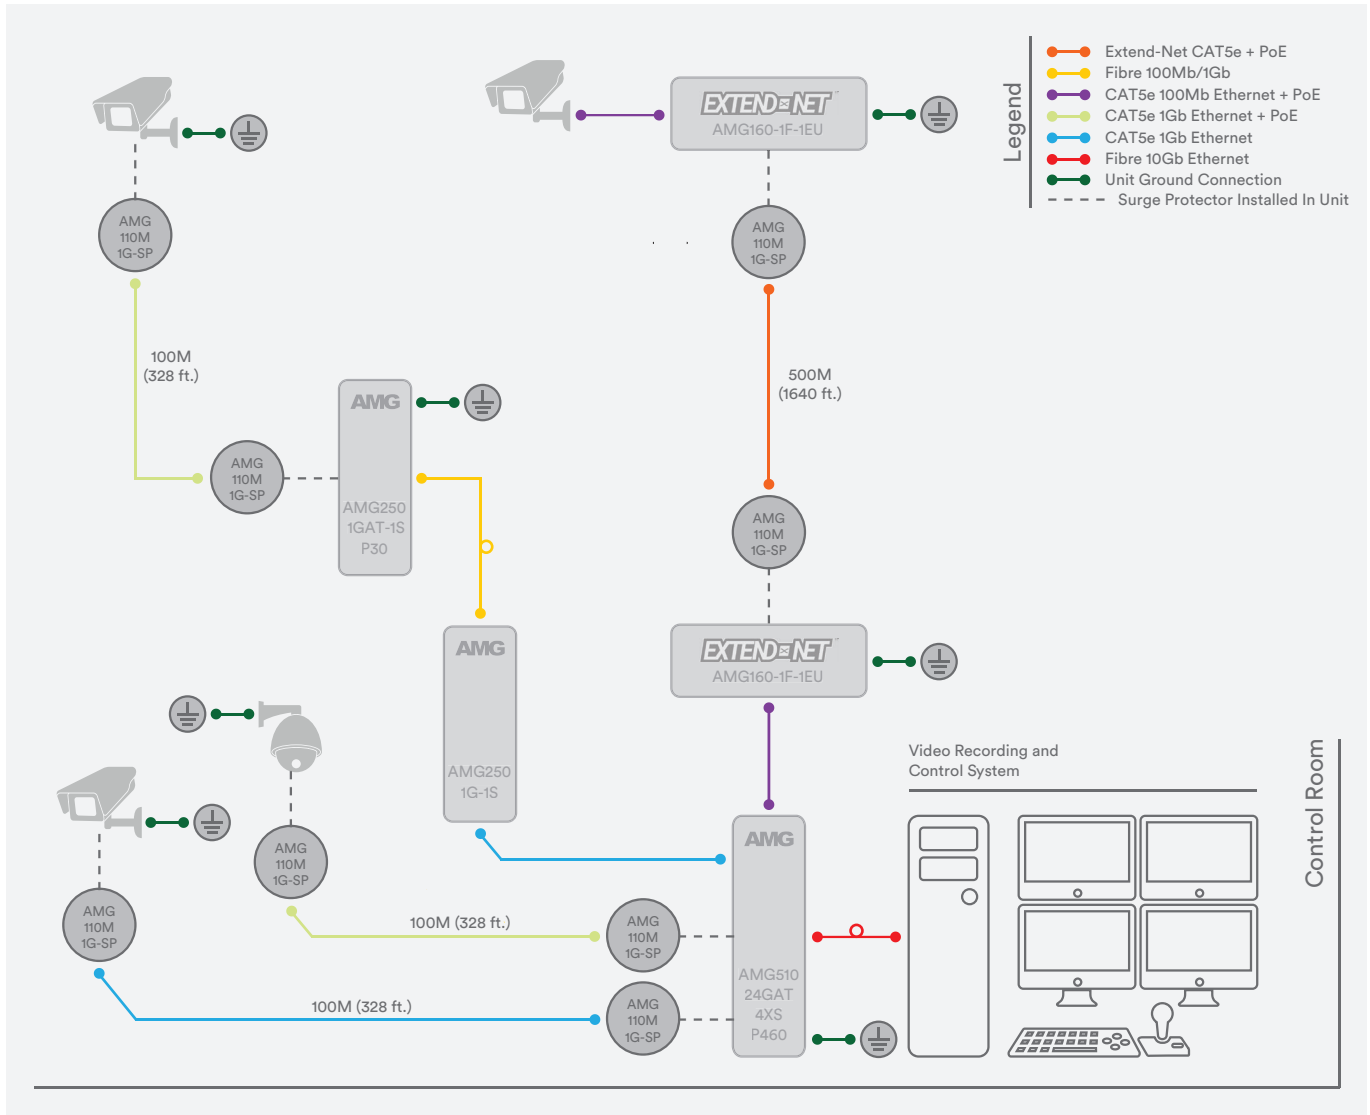 Legend
Extend-Net CAT5e + PoE
Fibre 100Mb/1Gb
CAT5e 100Mb Ethernet + PoE
CAT5e 1Gb Ethernet + PoE
CAT5e 1Gb Ethernet
Fibre 10Gb Ethernet
Unit Ground Connection
Surge Protector Installed In Unit
EXTEND-NET™
AMG160-1F-1EU
AMG
110M
1G-SP
AMG
110M
1G-SP
100M
(328 ft.)
500M
(1640 ft.)
AMG
AMG250
1GAT-1S
P30
AMG
110M
1G-SP
AMG
110M
1G-SP
EXTEND-NET™
AMG160-1F-1EU
AMG
AMG250
1G-1S
Video Recording and
Control System
Control Room
AMG
AMG510
24GAT
4XS
P460
AMG
110M
1G-SP
AMG
110M
1G-SP
100M (328 ft.)
AMG
110M
1G-SP
100M (328 ft.)
AMG
110M
1G-SP